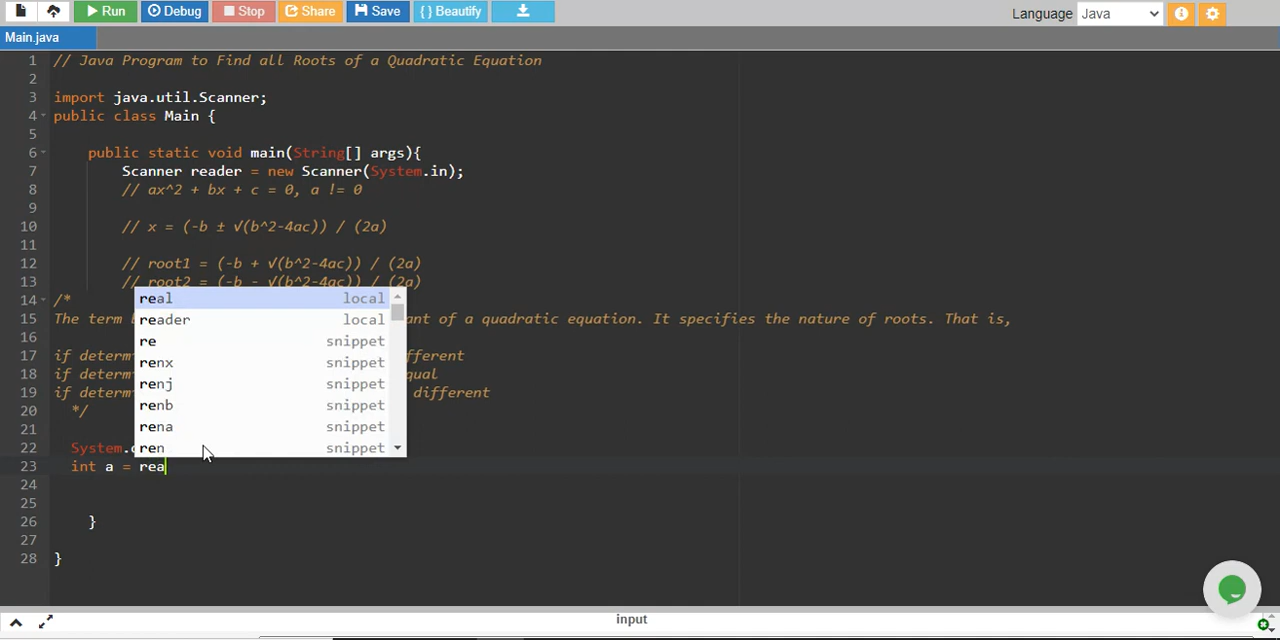 Run Debug Stop Share Save { } Beautify Language Java
Main.java
1 // Java Program to Find all Roots of a Quadratic Equation
2
3 import java.util.Scanner;
4 public class Main {
5
6 public static void main(String[] args){
7 Scanner reader = new Scanner(System.in);
8 // ax^2 + bx + c = 0, a != 0
9
10 // x = (-b ± √(b^2-4ac)) / (2a)
11
12 // root1 = (-b + √(b^2-4ac)) / (2a)
13 // root2 = (-b - √(b^2-4ac)) / (2a)
14 /*
real local
15 The term of a quadratic equation. It specifies the nature of roots. That is,
reader local
16
re snippet
17 if
renx snippet
18 if
renj snippet
19 if different
20 */
renb snippet
21
rena snippet
22 System.
ren snippet
23 int a = rea
24
25
26 }
27
28 }
input